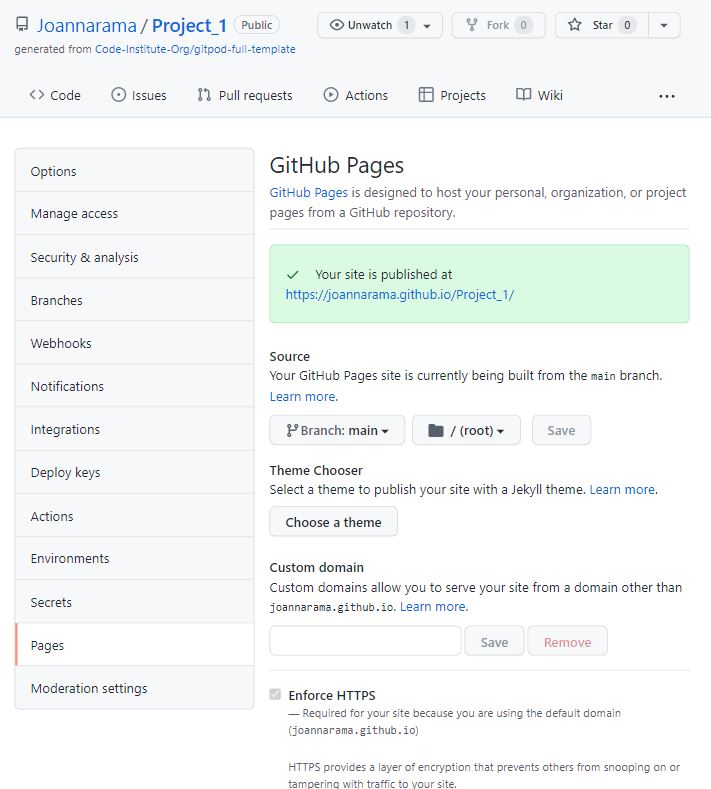 Joannarama / Project_1 Public
Unwatch 1
Fork 0
Star 0
generated from Code-Institute-Org/gitpod-full-template
Code
Issues
Pull requests
Actions
Projects
Wiki
...
Options
Manage access
Security & analysis
Branches
Webhooks
Notifications
Integrations
Deploy keys
Actions
Environments
Secrets
Pages
Moderation settings
GitHub Pages
GitHub Pages is designed to host your personal, organization, or project
pages from a GitHub repository.
Your site is published at
https://joannarama.github.io/Project_1/
Source
Your GitHub Pages site is currently being built from the main branch.
Learn more.
Branch: main
/ (root)
Save
Theme Chooser
Select a theme to publish your site with a Jekyll theme. Learn more.
Choose a theme
Custom domain
Custom domains allow you to serve your site from a domain other than
joannarama.github.io. Learn more.
Save
Remove
Enforce HTTPS
— Required for your site because you are using the default domain
(joannarama.github.io)
HTTPS provides a layer of encryption that prevents others from snooping on or
tampering with traffic to your site.